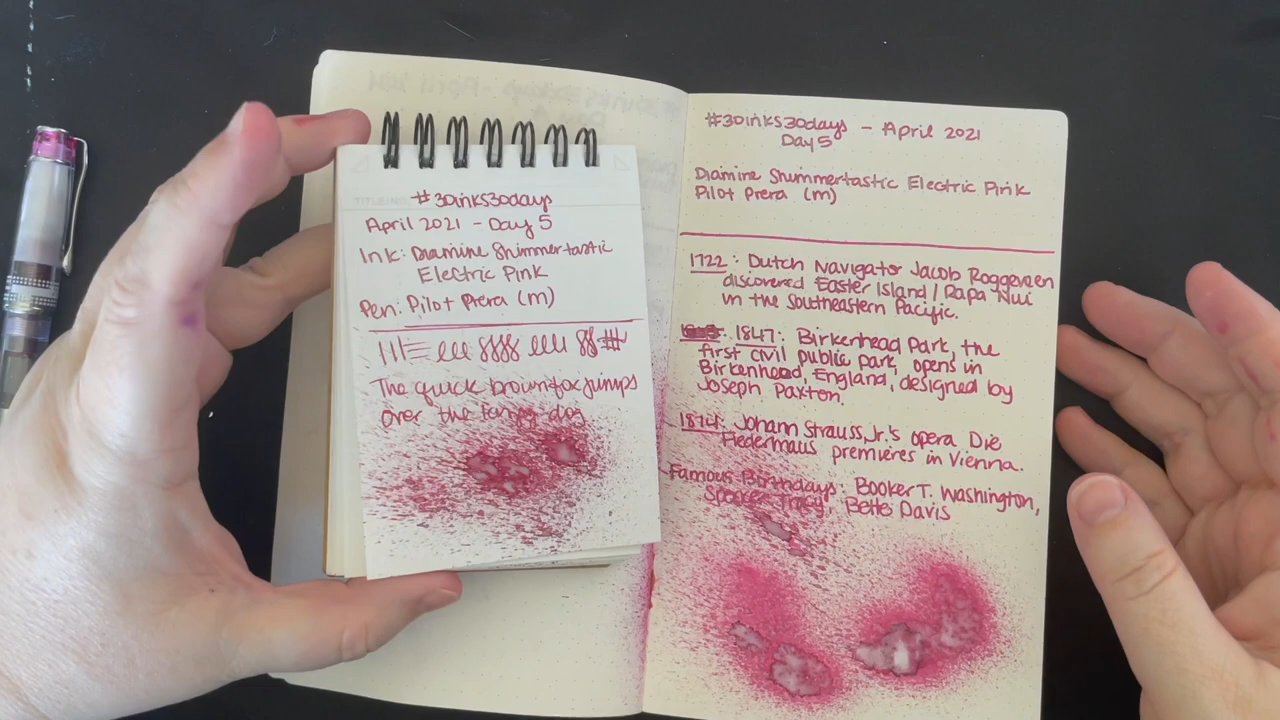 #30inks30days
April 2021 - Day 5
Ink: Diamine Shimmertastic
Electric Pink
Pen: Pilot Prera (m)
The quick brown fox jumps
over the lazy dog
#30inks30days - April 2021
Day 5
Diamine Shimmertastic Electric Pink
Pilot Prera (m)
1722: Dutch Navigator Jacob Roggeveen
discovered Easter Island / Rapa Nui
in the Southeastern Pacific.
1847: Birkenhead Park, the
first civil public park, opens in
Birkenhead, England, designed by
Joseph Paxton.
1874: Johann Strauss, Jr.'s opera Die
Fledermaus premieres in Vienna.
Famous Birthdays: Booker T. Washington,
Spencer Tracy, Bette Davis